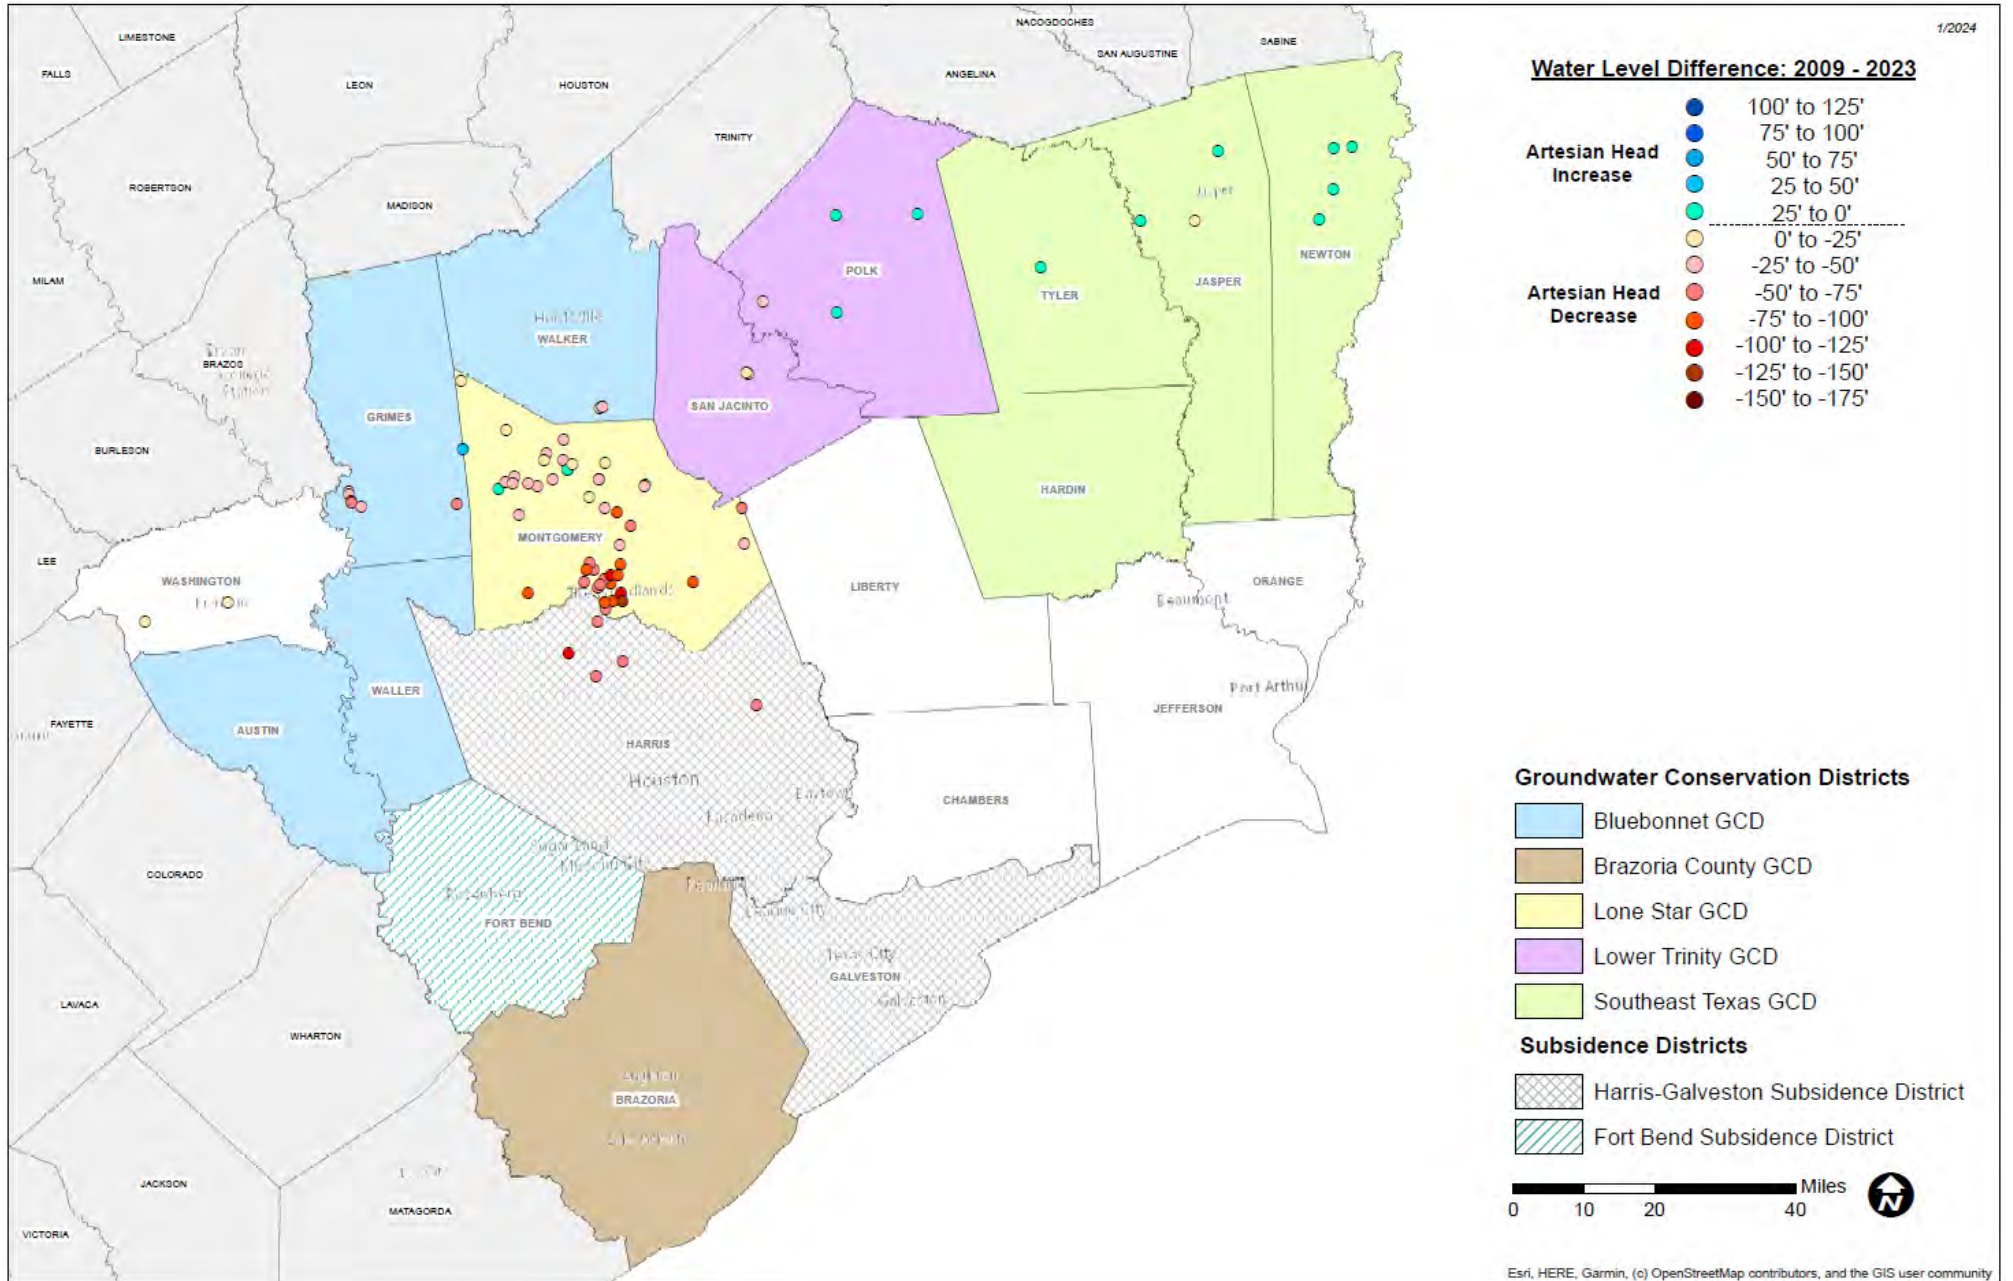 1/2024
Water Level Difference: 2009 - 2023
Artesian Head
Increase
100' to 125'
75' to 100'
50' to 75'
25 to 50'
25' to 0'
Artesian Head
Decrease
0' to -25'
-25' to -50'
-50' to -75'
-75' to -100'
-100' to -125'
-125' to -150'
-150' to -175'
NACOGDOCHES
SAN AUGUSTINE
SABINE
LIMESTONE
FALLS
LEON
HOUSTON
ANGELINA
TRINITY
ROBERTSON
MADISON
MILAM
POLK
TYLER
JASPER
NEWTON
WALKER
BRAZOS
Station
GRIMES
SAN JACINTO
BURLESON
HARDIN
MONTGOMERY
LEE
WASHINGTON
LIBERTY
ORANGE
Beaumont
WALLER
Port Arthu
JEFFERSON
FAYETTE
AUSTIN
HARRIS
Houston
CHAMBERS
Pasadena
Sugar Land
COLORADO
FORT BEND
Texas City
GALVESTON
Galveston
LAVACA
WHARTON
BRAZORIA
JACKSON
MATAGORDA
VICTORIA
Groundwater Conservation Districts
Bluebonnet GCD
Brazoria County GCD
Lone Star GCD
Lower Trinity GCD
Southeast Texas GCD
Subsidence Districts
Harris-Galveston Subsidence District
Fort Bend Subsidence District
Miles
0 10 20 40
N
Esri, HERE, Garmin, (c) OpenStreetMap contributors, and the GIS user community